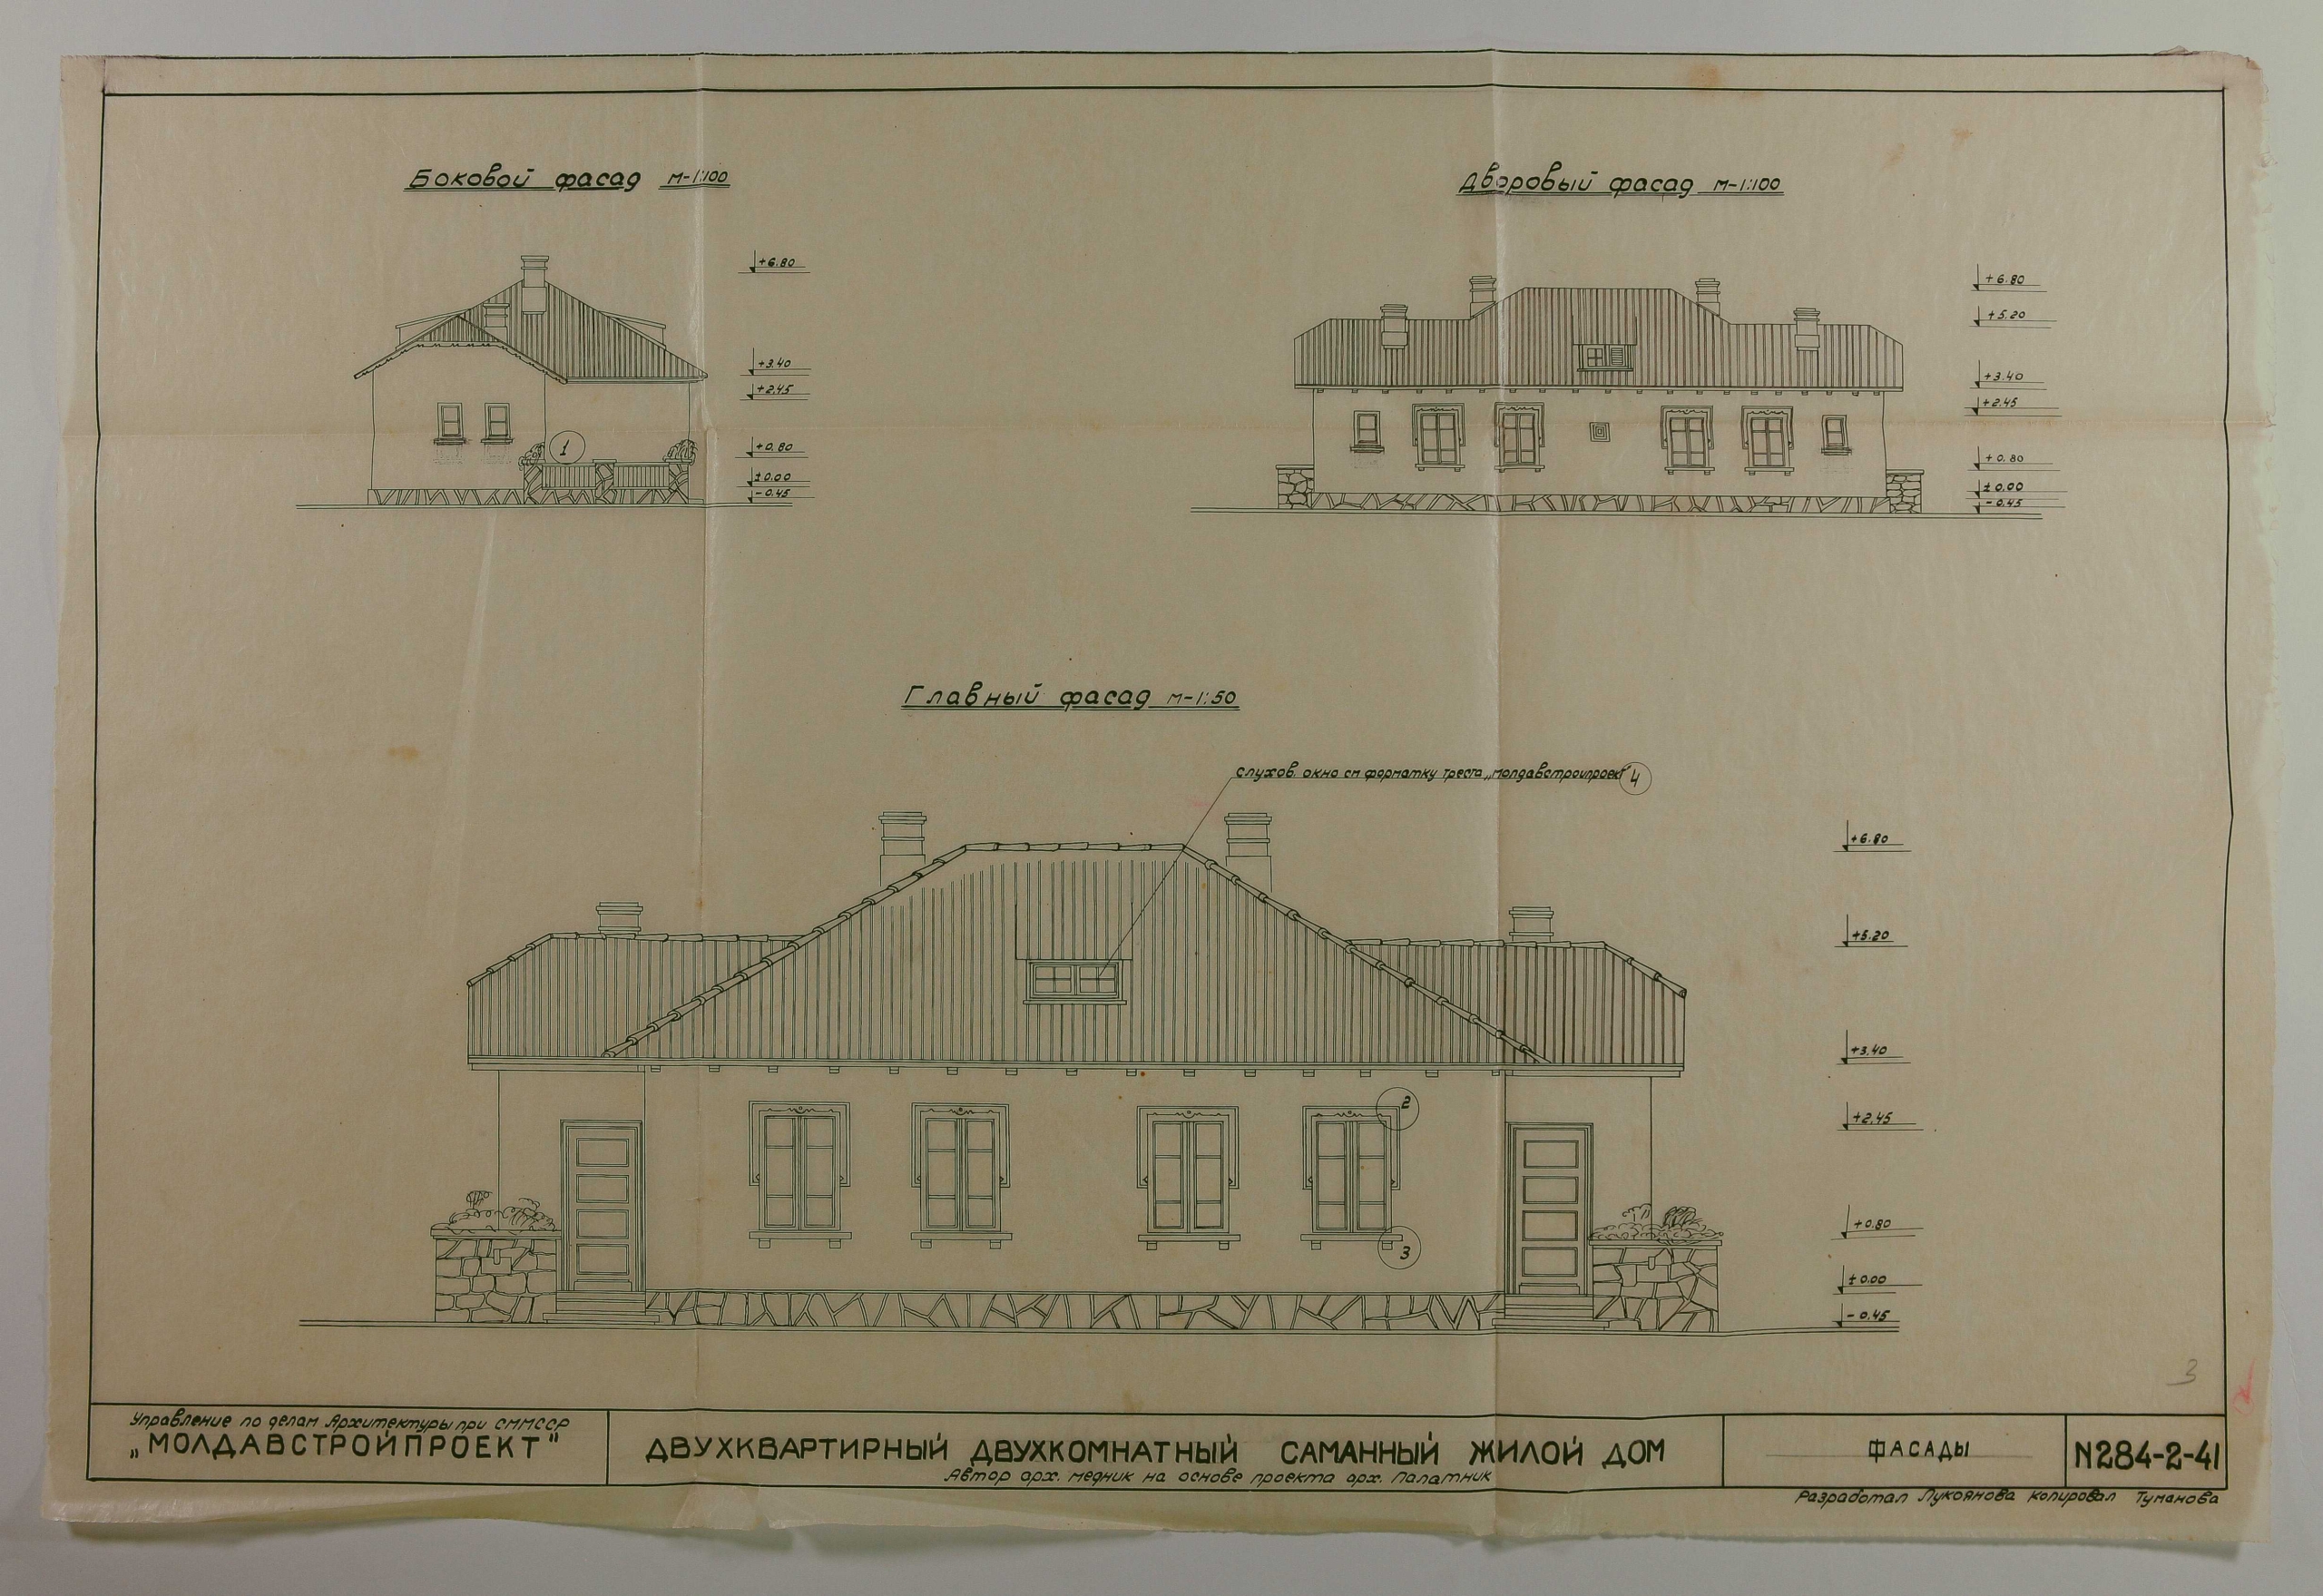 Боковой фасад м-1:100
+6.80
+3.40
+2.45
+0.80
±0.00
-0.45
1
Дворовый фасад м-1:100
+6.80
+5.20
+3.40
+2.45
+0.80
±0.00
-0.45
Главный фасад м-1:50
слухов. окно см форматку треста „молдавстройпроект" 4
+6.80
+5.20
+3.40
+2.45
+0.80
±0.00
-0.45
2
3
3
Управление по делам Архитектуры при СММССР
„МОЛДАВСТРОЙПРОЕКТ"
ДВУХКВАРТИРНЫЙ ДВУХКОМНАТНЫЙ САМАННЫЙ ЖИЛОЙ ДОМ
Автор арх. медник на основе проекта арх. Палатник
ФАСАДЫ
N284-2-41
Разработал Лукоянова Копировал Туманова